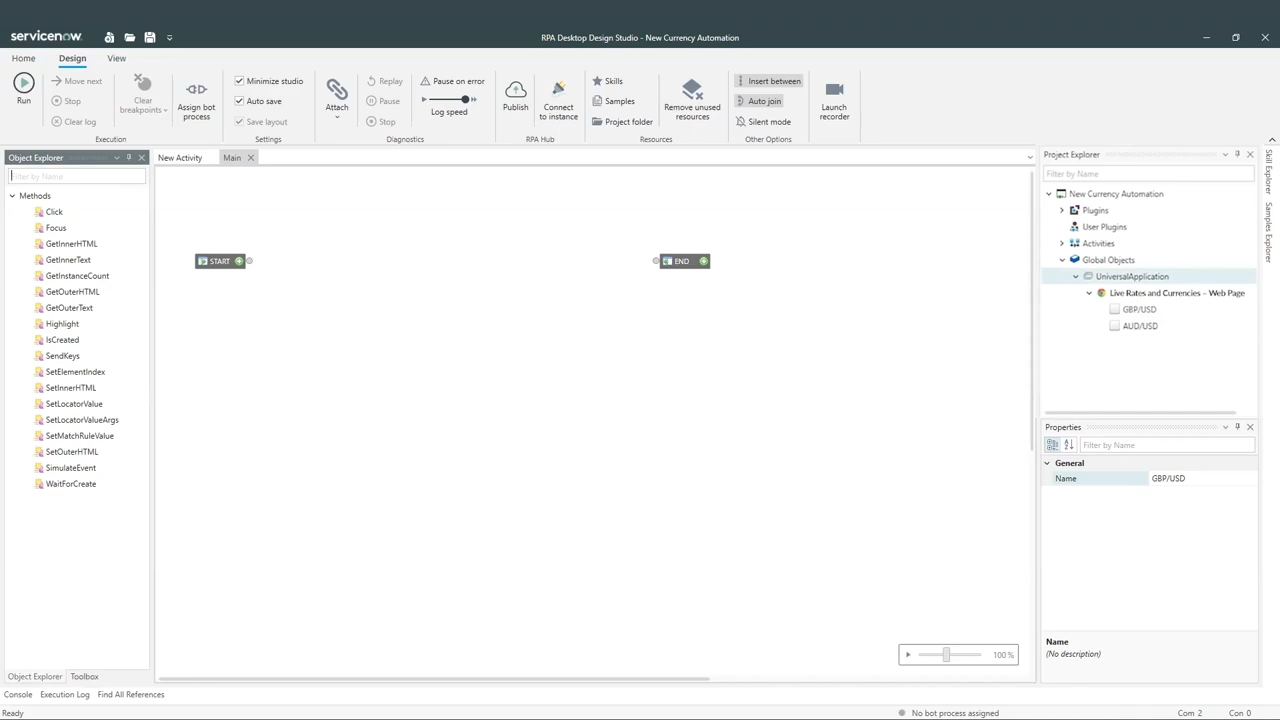 servicenow
RPA Desktop Design Studio - New Currency Automation
Home
Design
View
Run
Move next
Stop
Clear log
Clear
breakpoints
Execution
Assign bot
process
Minimize studio
Auto save
Save layout
Settings
Attach
Replay
Pause
Stop
Diagnostics
Pause on error
Log speed
Publish
Connect
to instance
RPA Hub
Skills
Samples
Project folder
Remove unused
resources
Resources
Insert between
Auto join
Silent mode
Other Options
Launch
recorder
Object Explorer
Filter by Name
Methods
Click
Focus
GetInnerHTML
GetInnerText
GetInstanceCount
GetOuterHTML
GetOuterText
Highlight
IsCreated
SendKeys
SetElementIndex
SetInnerHTML
SetLocatorValue
SetLocatorValueArgs
SetMatchRuleValue
SetOuterHTML
SimulateEvent
WaitForCreate
Object Explorer
Toolbox
New Activity
Main
START
END
100%
Project Explorer
Filter by Name
New Currency Automation
Plugins
User Plugins
Activities
Global Objects
UniversalApplication
Live Rates and Currencies - Web Page
GBP/USD
AUD/USD
Properties
Filter by Name
General
Name GBP/USD
Name
(No description)
Skill Explorer
Samples Explorer
Console
Execution Log
Find All References
Ready
No bot process assigned
Com 2
Con 0